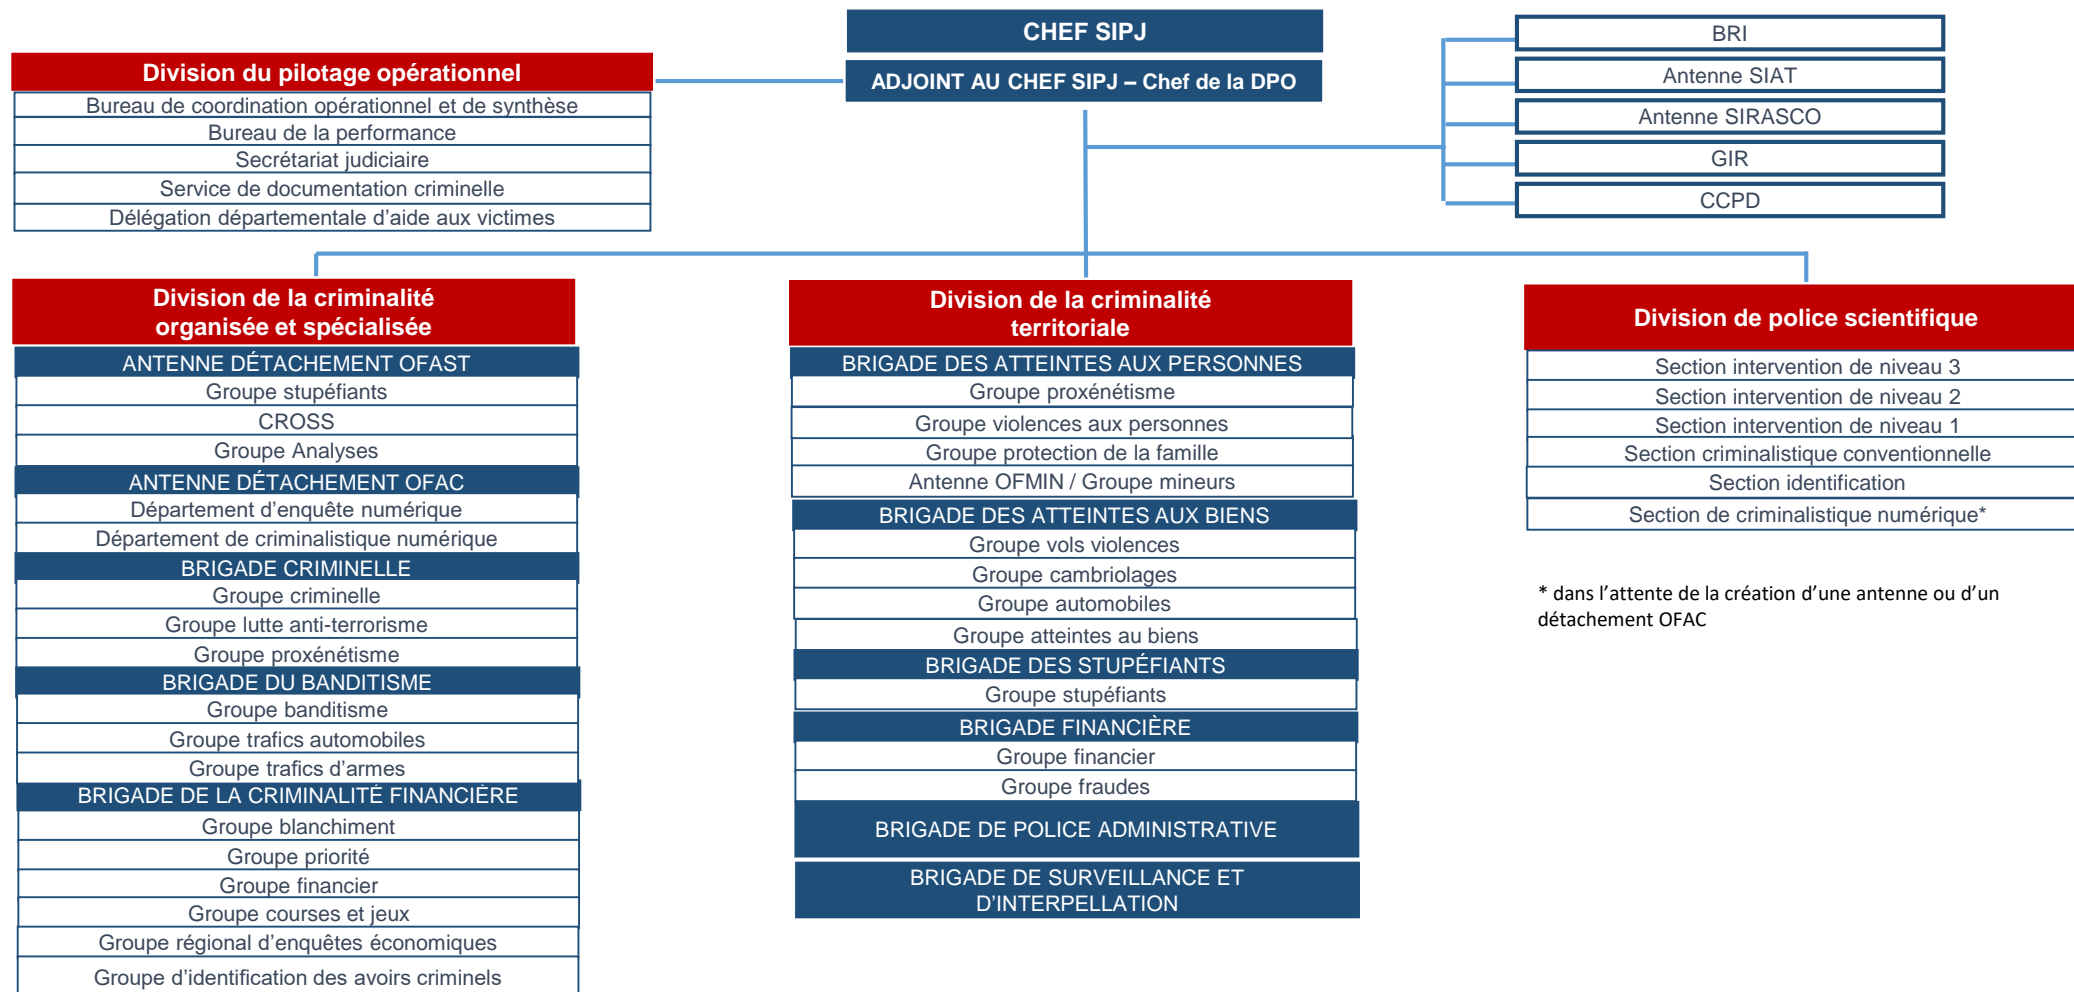 CHEF SIPJ
ADJOINT AU CHEF SIPJ – Chef de la DPO
Division du pilotage opérationnel
Bureau de coordination opérationnel et de synthèse
Bureau de la performance
Secrétariat judiciaire
Service de documentation criminelle
Délégation départementale d'aide aux victimes
BRI
Antenne SIAT
Antenne SIRASCO
GIR
CCPD
Division de la criminalité
organisée et spécialisée
ANTENNE DÉTACHEMENT OFAST
Groupe stupéfiants
CROSS
Groupe Analyses
ANTENNE DÉTACHEMENT OFAC
Département d'enquête numérique
Département de criminalistique numérique
BRIGADE CRIMINELLE
Groupe criminelle
Groupe lutte anti-terrorisme
Groupe proxénétisme
BRIGADE DU BANDITISME
Groupe banditisme
Groupe trafics automobiles
Groupe trafics d'armes
BRIGADE DE LA CRIMINALITÉ FINANCIÈRE
Groupe blanchiment
Groupe priorité
Groupe financier
Groupe courses et jeux
Groupe régional d'enquêtes économiques
Groupe d'identification des avoirs criminels
Division de la criminalité
territoriale
BRIGADE DES ATTEINTES AUX PERSONNES
Groupe proxénétisme
Groupe violences aux personnes
Groupe protection de la famille
Antenne OFMIN / Groupe mineurs
BRIGADE DES ATTEINTES AUX BIENS
Groupe vols violences
Groupe cambriolages
Groupe automobiles
Groupe atteintes au biens
BRIGADE DES STUPÉFIANTS
Groupe stupéfiants
BRIGADE FINANCIÈRE
Groupe financier
Groupe fraudes
BRIGADE DE POLICE ADMINISTRATIVE
BRIGADE DE SURVEILLANCE ET
D'INTERPELLATION
Division de police scientifique
Section intervention de niveau 3
Section intervention de niveau 2
Section intervention de niveau 1
Section criminalistique conventionnelle
Section identification
Section de criminalistique numérique*
* dans l'attente de la création d'une antenne ou d'un
détachement OFAC